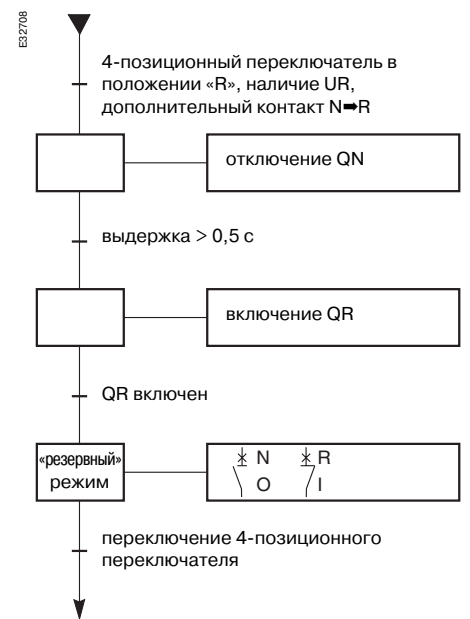 E32708
4-позиционный переключатель в
положении «R», наличие UR,
дополнительный контакт N➡R
отключение QN
выдержка > 0,5 с
включение QR
QR включен
«резервный»
режим
N R
O I
переключение 4-позиционного
переключателя